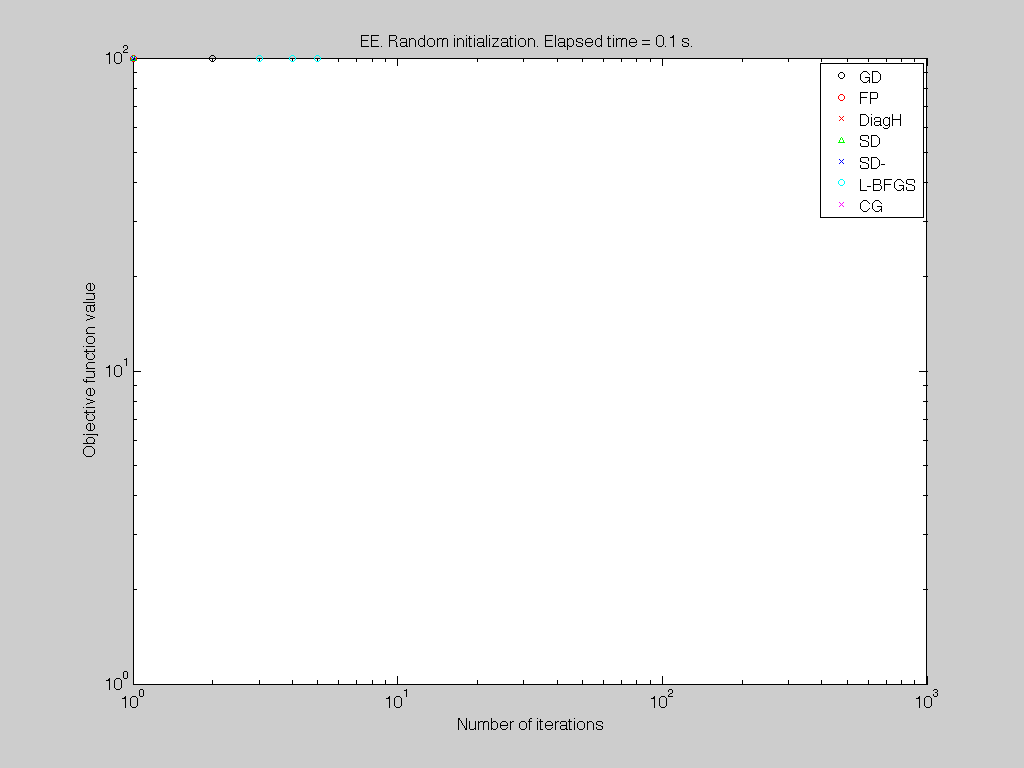 EE. Random initialization. Elapsed time = 0.1 s.
10^2
10^1
10^0
Objective function value
GD
FP
DiagH
SD
SD-
L-BFGS
CG
10^0 10^1 10^2 10^3
Number of iterations